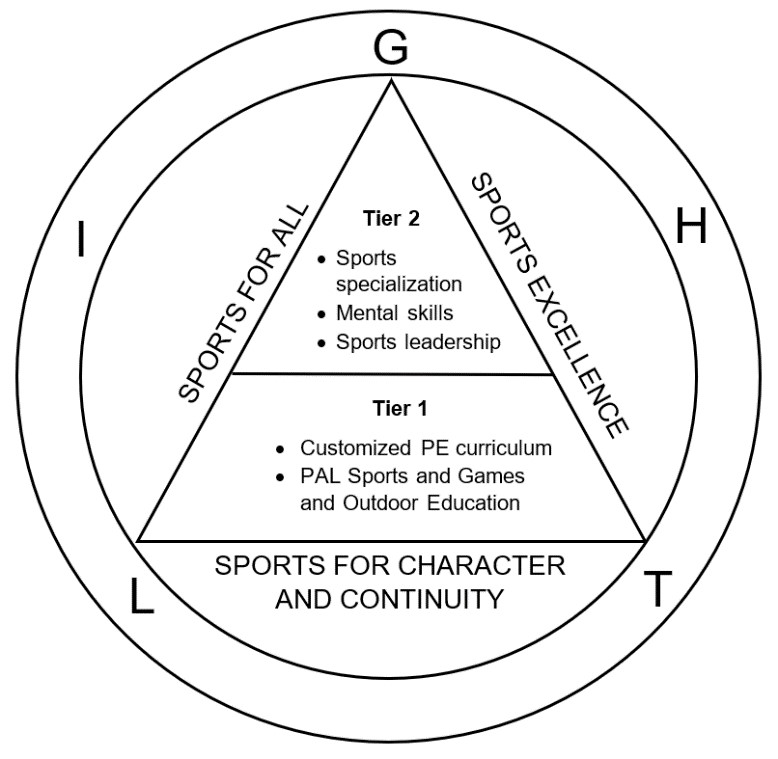 G
I
H
SPORTS FOR ALL
SPORTS EXCELLENCE
Tier 2
• Sports
specialization
• Mental skills
• Sports leadership
Tier 1
• Customized PE curriculum
• PAL Sports and Games
and Outdoor Education
SPORTS FOR CHARACTER
AND CONTINUITY
L
T